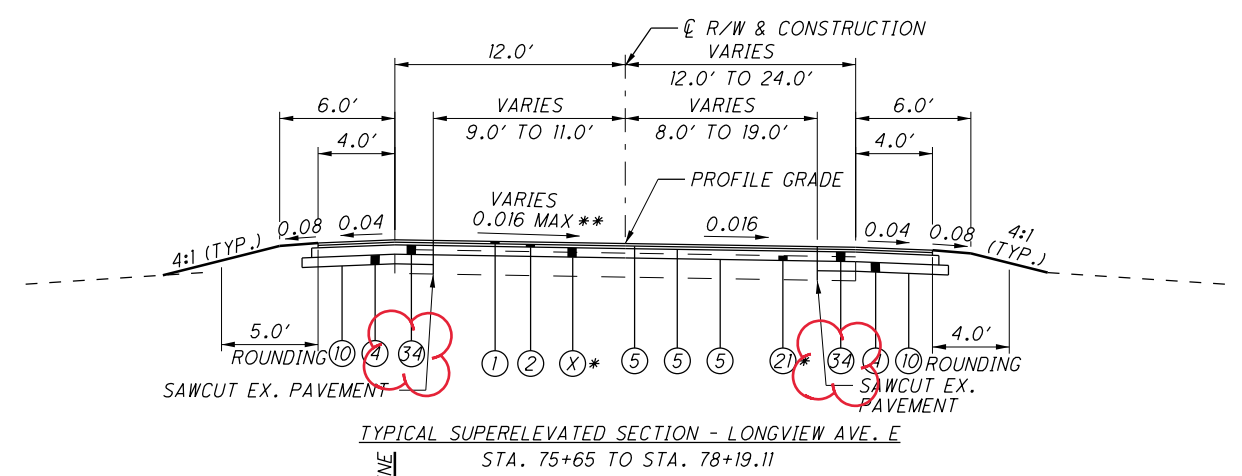 ℄ R/W & CONSTRUCTION
12.0'
VARIES
12.0' TO 24.0'
6.0'
VARIES
9.0' TO 11.0'
VARIES
8.0' TO 19.0'
6.0'
4.0'
4.0'
PROFILE GRADE
4:1 (TYP.)
0.08
0.04
VARIES
0.016 MAX **
0.016
0.04
0.08
4:1
(TYP.)
5.0'
ROUNDING
10
4
34
1
2
X *
5
5
5
21 *
34
4
10
4.0'
ROUNDING
SAWCUT EX. PAVEMENT
SAWCUT EX.
PAVEMENT
TYPICAL SUPERELEVATED SECTION - LONGVIEW AVE. E
STA. 75+65 TO STA. 78+19.11